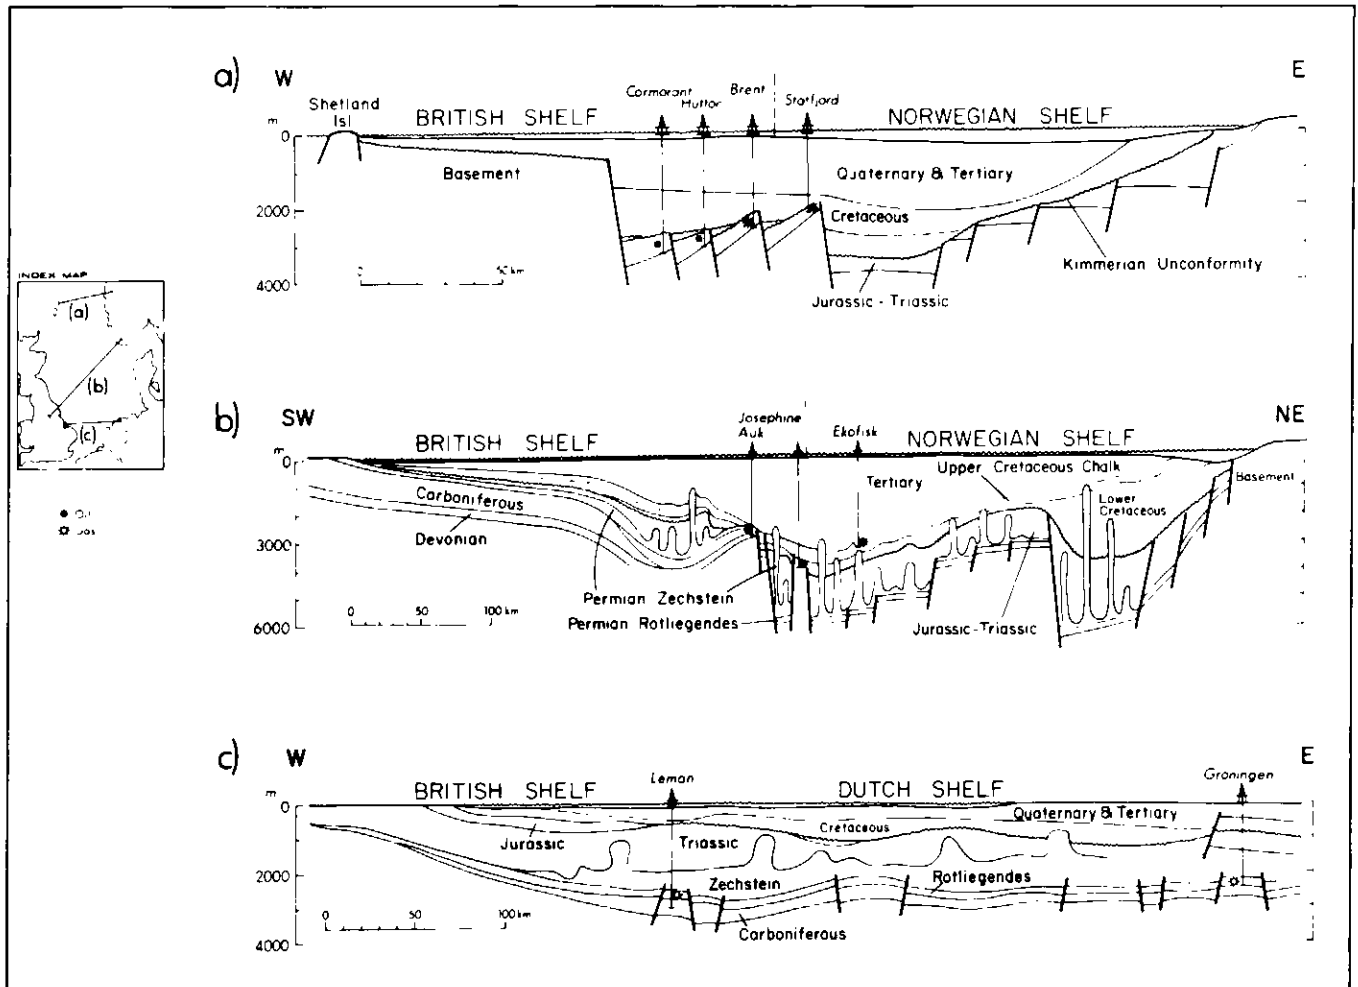 a) W E
Shetland
Isl
BRITISH SHELF
Cormorant
Hutton
Brent
Statfjord
NORWEGIAN SHELF
m
0
2000
4000
Basement
Quaternary & Tertiary
Cretaceous
Kimmerian Unconformity
Jurassic - Triassic
0 50 km
INDEX MAP
(a)
(b)
(c)
Oil
Gas
b) SW NE
BRITISH SHELF
Josephine
Auk
Ekofisk
NORWEGIAN SHELF
m
0
3000
6000
Upper Cretaceous Chalk
Tertiary
Basement
Lower
Cretaceous
Carboniferous
Devonian
Permian Zechstein
Permian Rotliegendes
Jurassic-Triassic
0 50 100 km
c) W E
BRITISH SHELF
Leman
DUTCH SHELF
Groningen
m
0
2000
4000
Quaternary & Tertiary
Cretaceous
Jurassic
Triassic
Zechstein
Rotliegendes
Carboniferous
0 50 100 km